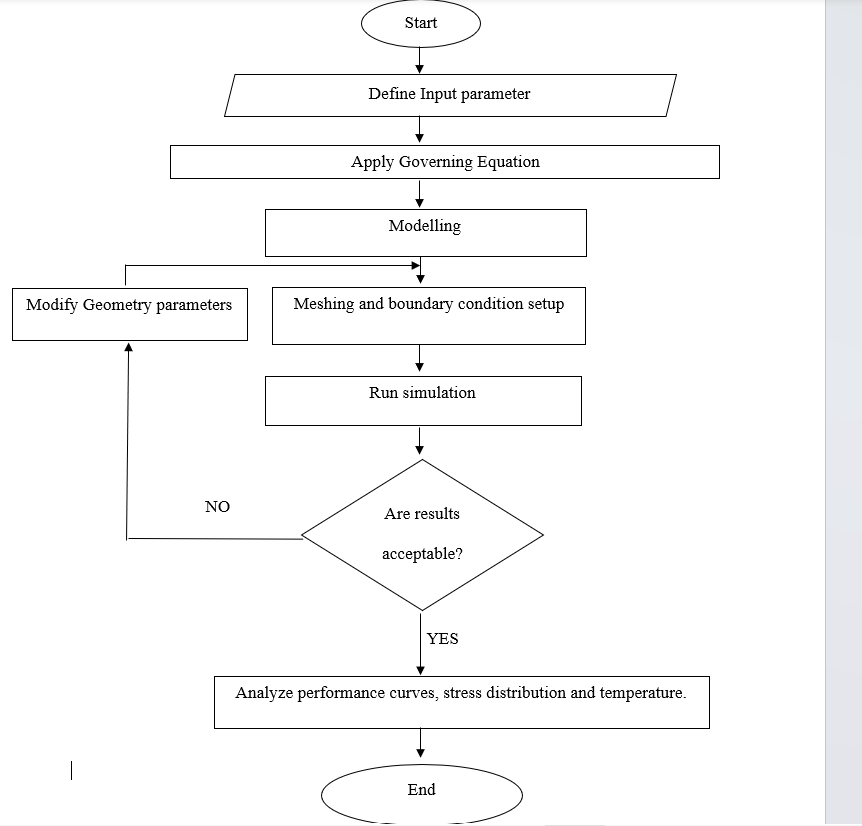 Start
Define Input parameter
Apply Governing Equation
Modelling
Modify Geometry parameters
Meshing and boundary condition setup
Run simulation
NO
Are results
acceptable?
YES
Analyze performance curves, stress distribution and temperature.
End